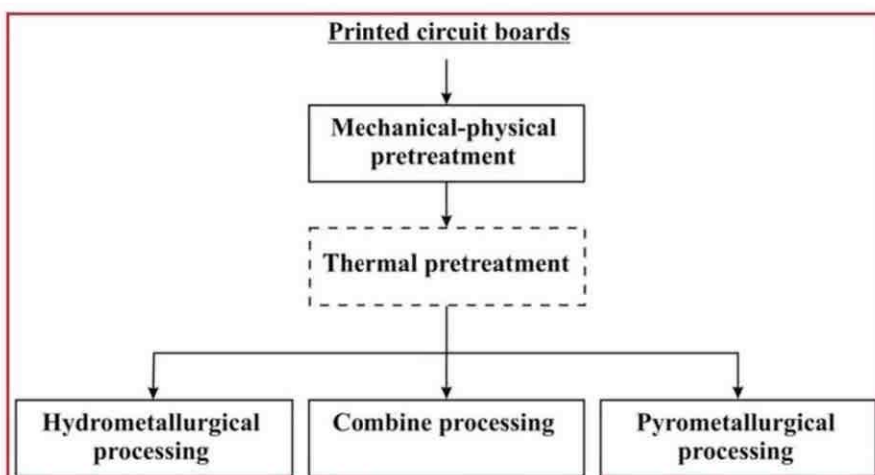 Printed circuit boards
Mechanical-physical
pretreatment
Thermal pretreatment
Hydrometallurgical
processing
Combine processing
Pyrometallurgical
processing